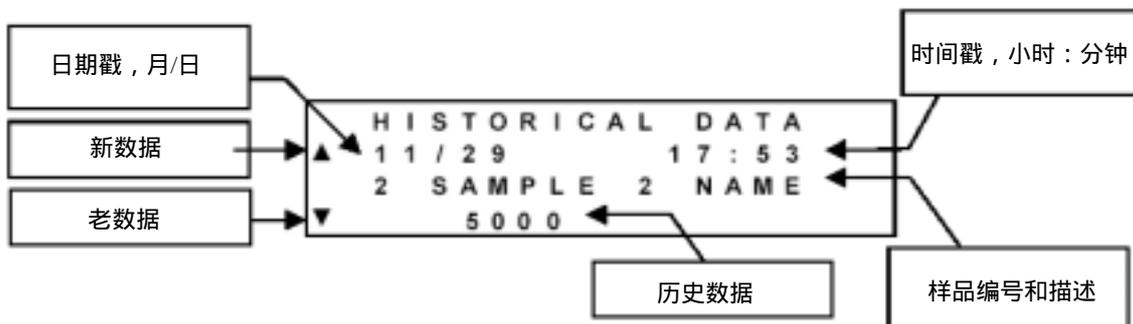 日期戳，月/日
时间戳，小时：分钟
HISTORICAL DATA
新数据
▲ 11/29 17:53
2 SAMPLE 2 NAME
老数据
▼ 5000
历史数据
样品编号和描述